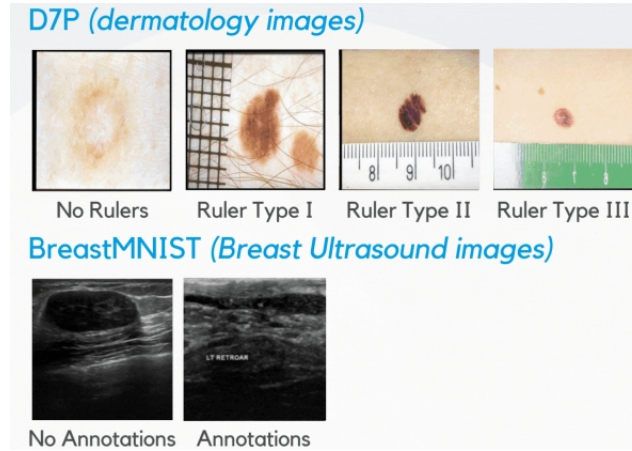 D7P (dermatology images)
8 9 10
No Rulers Ruler Type I Ruler Type II Ruler Type III
BreastMNIST (Breast Ultrasound images)
LT RETROAR
No Annotations Annotations